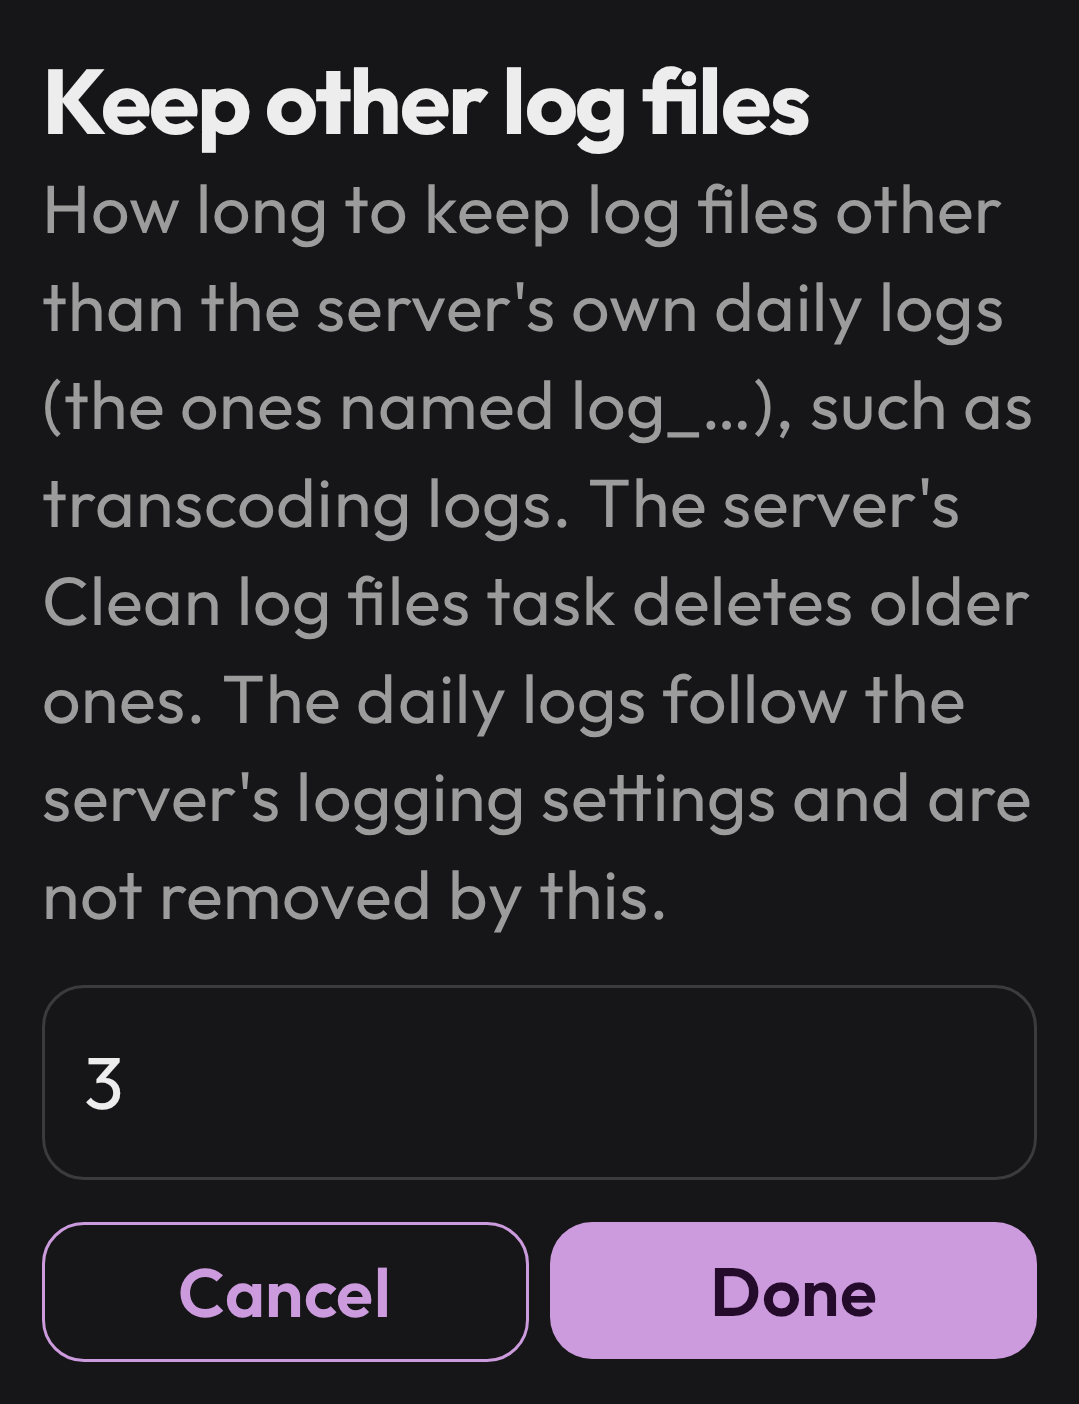 Keep other log files
How long to keep log files other
than the server's own daily logs
(the ones named log_…), such as
transcoding logs. The server's
Clean log files task deletes older
ones. The daily logs follow the
server's logging settings and are
not removed by this.
3
Cancel
Done